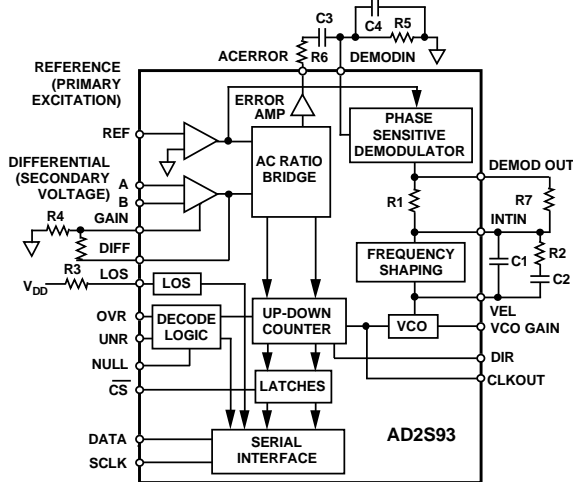 C3
C4
R5
ACERROR
R6
DEMODIN
REFERENCE
(PRIMARY
EXCITATION)
ERROR
AMP
PHASE
SENSITIVE
DEMODULATOR
REF
AC RATIO
BRIDGE
DIFFERENTIAL
(SECONDARY
VOLTAGE)
A
B
GAIN
R4
DIFF
DEMOD OUT
R1
R7
INTIN
FREQUENCY
SHAPING
C1
R2
C2
R3
VDD
LOS
LOS
VEL
OVR
UNR
DECODE
LOGIC
UP-DOWN
COUNTER
VCO
VCO GAIN
NULL
DIR
CS
LATCHES
CLKOUT
DATA
SCLK
SERIAL
INTERFACE
AD2S93